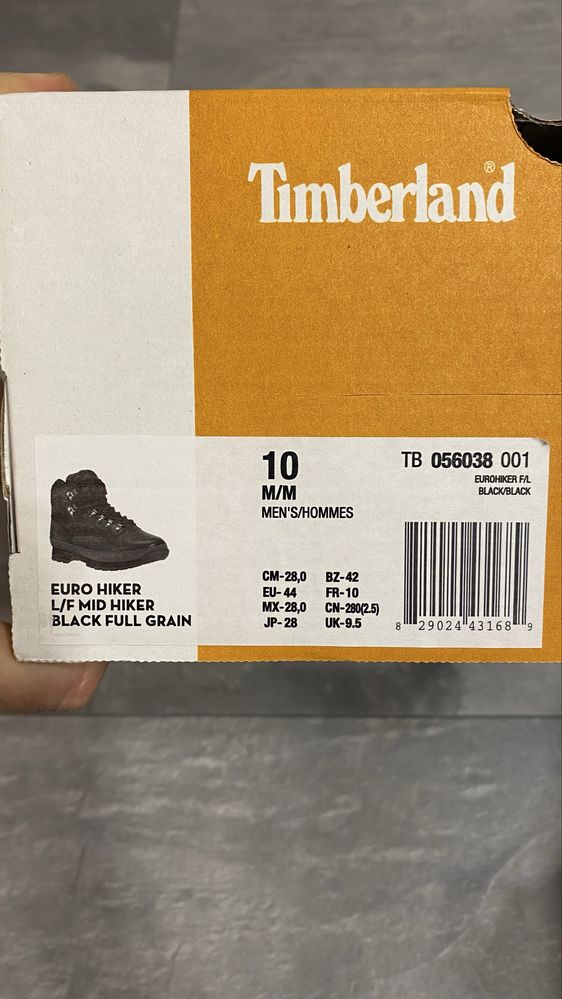 Timberland®
10
M/M
MEN'S/HOMMES
TB 056038 001
EUROHIKER F/L
BLACK/BLACK
EURO HIKER
L/F MID HIKER
BLACK FULL GRAIN
CM-28,0 BZ-42
EU- 44 FR-10
MX-28,0 CN-280(2.5)
JP- 28 UK-9.5
8 29024 43168 9